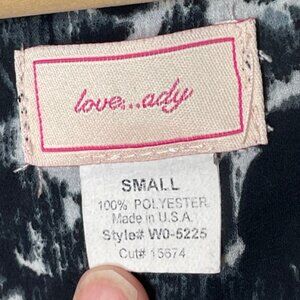 love...ady
SMALL
100% POLYESTER
Made in U.S.A.
Style# W0-5225
Cut# 15674